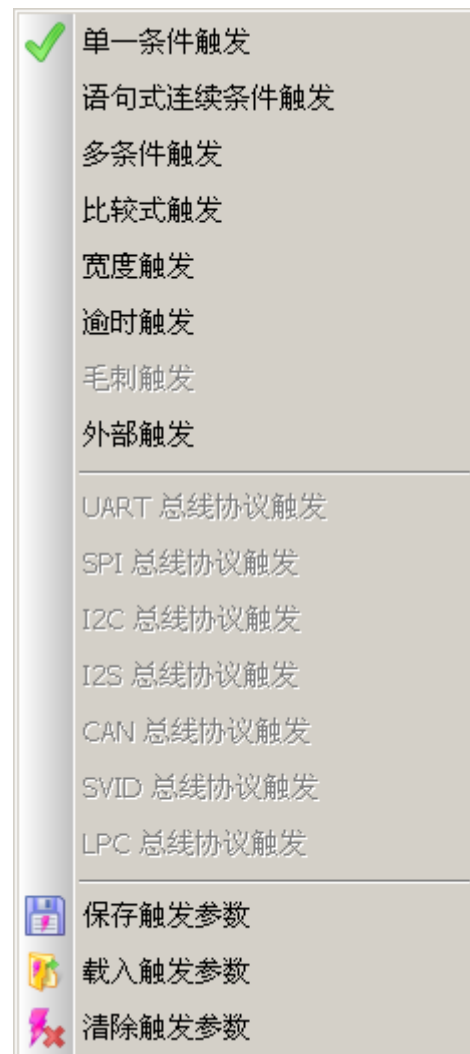 单一条件触发
语句式连续条件触发
多条件触发
比较式触发
宽度触发
逾时触发
毛刺触发
外部触发
UART 总线协议触发
SPI 总线协议触发
I2C 总线协议触发
I2S 总线协议触发
CAN 总线协议触发
SVID 总线协议触发
LPC 总线协议触发
保存触发参数
载入触发参数
清除触发参数